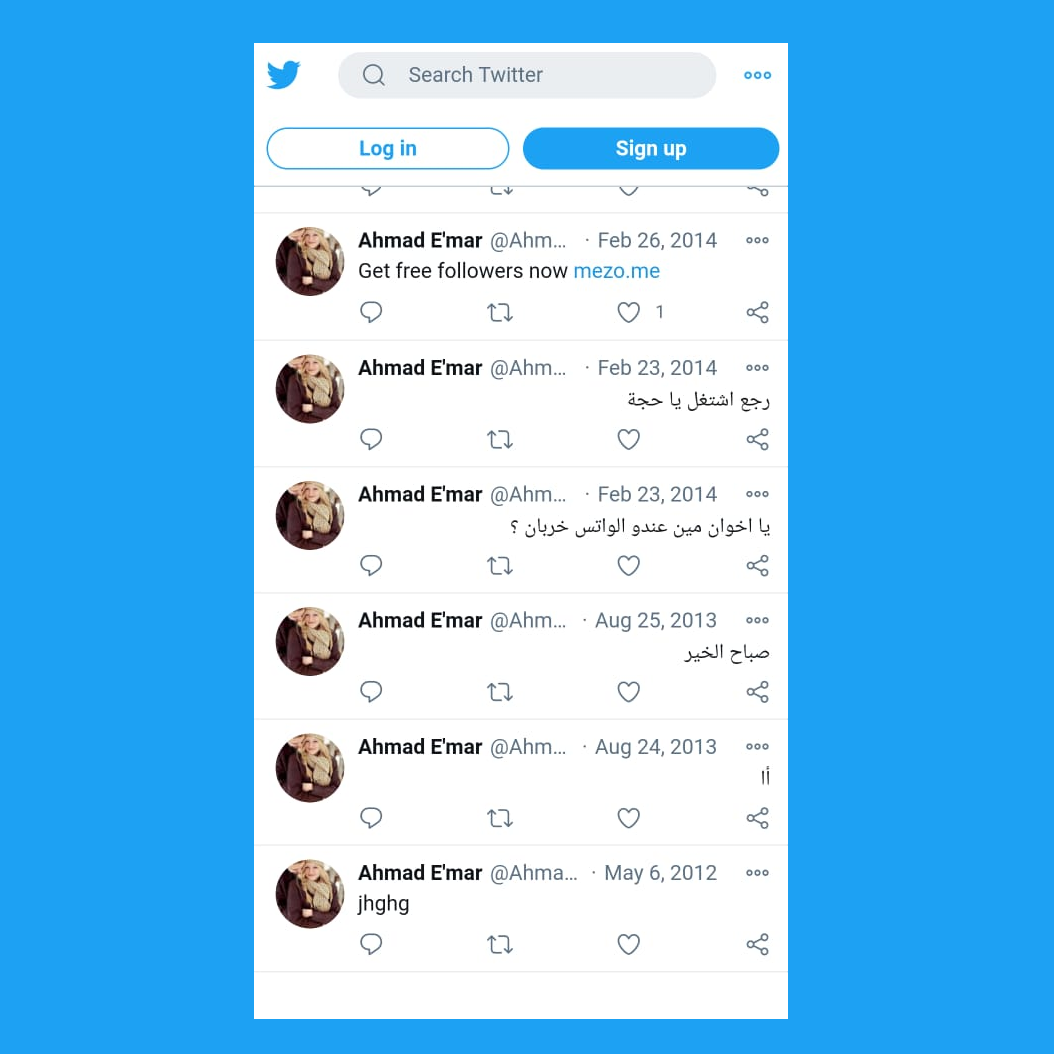 Search Twitter
Log in
Sign up
Ahmad E'mar @Ahm... · Feb 26, 2014
Get free followers now mezo.me
1
Ahmad E'mar @Ahm... · Feb 23, 2014
رجع اشتغل يا حجة
Ahmad E'mar @Ahm... · Feb 23, 2014
يا اخوان مين عندو الواتس خربان ؟
Ahmad E'mar @Ahm... · Aug 25, 2013
صباح الخير
Ahmad E'mar @Ahm... · Aug 24, 2013
أا
Ahmad E'mar @Ahma... · May 6, 2012
jhghg